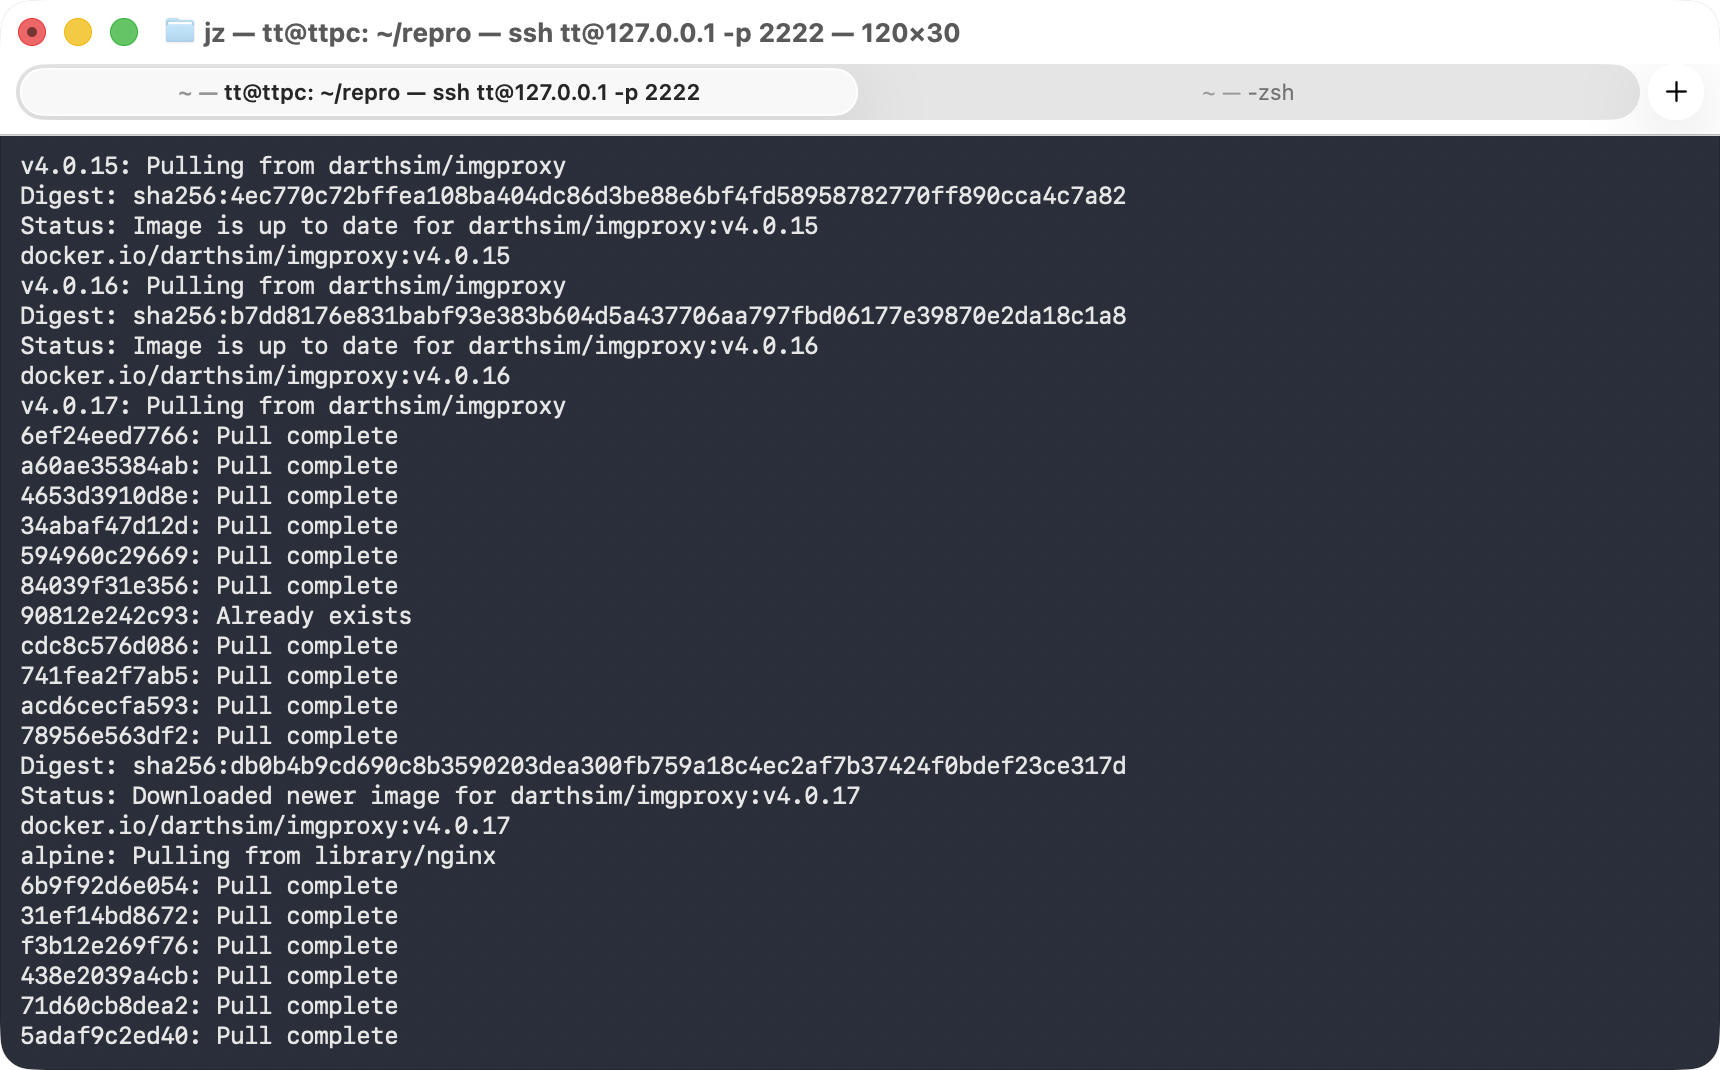 jz — tt@ttpc: ~/repro — ssh tt@127.0.0.1 -p 2222 — 120×30
~ — tt@ttpc: ~/repro — ssh tt@127.0.0.1 -p 2222
~ — -zsh
+
v4.0.15: Pulling from darthsim/imgproxy
Digest: sha256:4ec770c72bffea108ba404dc86d3be88e6bf4fd58958782770ff890cca4c7a82
Status: Image is up to date for darthsim/imgproxy:v4.0.15
docker.io/darthsim/imgproxy:v4.0.15
v4.0.16: Pulling from darthsim/imgproxy
Digest: sha256:b7dd8176e831babf93e383b604d5a437706aa797fbd06177e39870e2da18c1a8
Status: Image is up to date for darthsim/imgproxy:v4.0.16
docker.io/darthsim/imgproxy:v4.0.16
v4.0.17: Pulling from darthsim/imgproxy
6ef24eed7766: Pull complete
a60ae35384ab: Pull complete
4653d3910d8e: Pull complete
34abaf47d12d: Pull complete
594960c29669: Pull complete
84039f31e356: Pull complete
90812e242c93: Already exists
cdc8c576d086: Pull complete
741fea2f7ab5: Pull complete
acd6cecfa593: Pull complete
78956e563df2: Pull complete
Digest: sha256:db0b4b9cd690c8b3590203dea300fb759a18c4ec2af7b37424f0bdef23ce317d
Status: Downloaded newer image for darthsim/imgproxy:v4.0.17
docker.io/darthsim/imgproxy:v4.0.17
alpine: Pulling from library/nginx
6b9f92d6e054: Pull complete
31ef14bd8672: Pull complete
f3b12e269f76: Pull complete
438e2039a4cb: Pull complete
71d60cb8dea2: Pull complete
5adaf9c2ed40: Pull complete